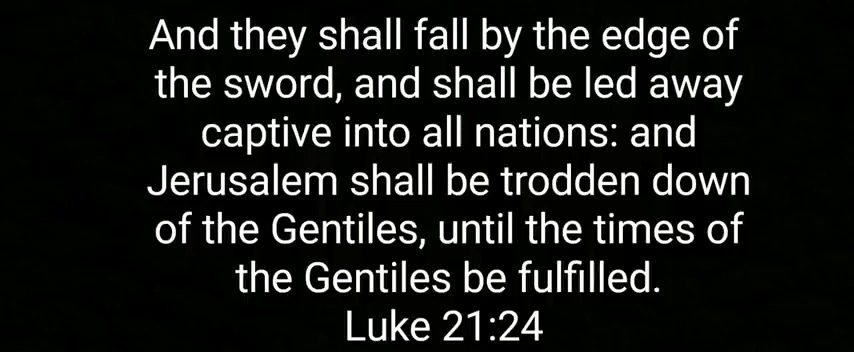 And they shall fall by the edge of
the sword, and shall be led away
captive into all nations: and
Jerusalem shall be trodden down
of the Gentiles, until the times of
the Gentiles be fulfilled.
Luke 21:24